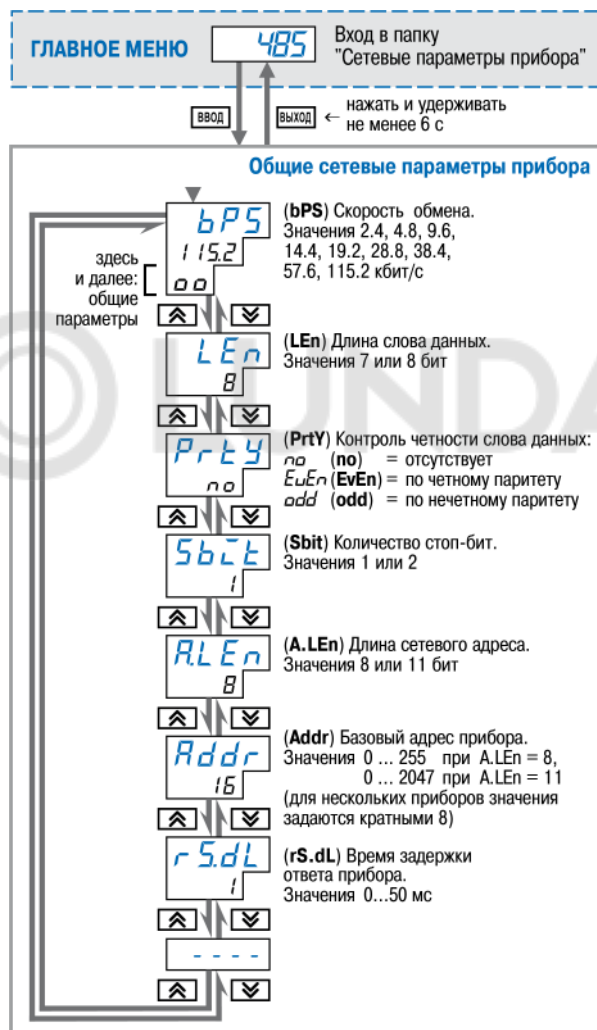 ГЛАВНОЕ МЕНЮ
485
Вход в папку
"Сетевые параметры прибора"
ВВОД
ВЫХОД
← нажать и удерживать
не менее 6 с
Общие сетевые параметры прибора
bPS
115.2
oo
здесь
и далее:
общие
параметры
(bPS) Скорость обмена.
Значения 2.4, 4.8, 9.6,
14.4, 19.2, 28.8, 38.4,
57.6, 115.2 кбит/с
LEn
8
(LEn) Длина слова данных.
Значения 7 или 8 бит
PrtY
no
(PrtY) Контроль четности слова данных:
no (no) = отсутствует
EvEn (EvEn) = по четному паритету
odd (odd) = по нечетному паритету
Sbit
1
(Sbit) Количество стоп-бит.
Значения 1 или 2
A.LEn
8
(A.LEn) Длина сетевого адреса.
Значения 8 или 11 бит
Addr
16
(Addr) Базовый адрес прибора.
Значения 0 ... 255 при A.LEn = 8,
0 ... 2047 при A.LEn = 11
(для нескольких приборов значения
задаются кратными 8)
rS.dL
1
(rS.dL) Время задержки
ответа прибора.
Значения 0...50 мс
- - - -
LUNDA